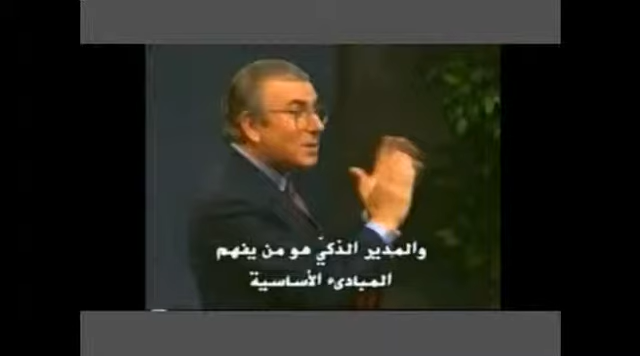 والمدير الذكيّ هو من يفهم
المبادىء الأساسية